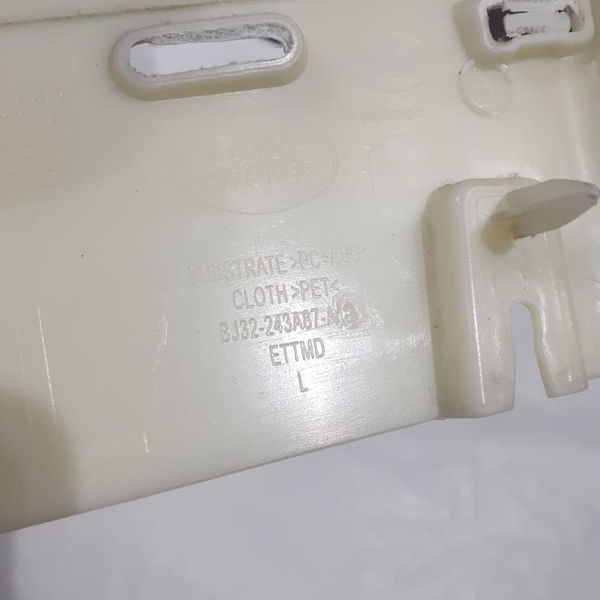 LAND-
ROVER
SUBSTRATE >PC+ABS<
CLOTH >PET<
BJ32-243A87-A
ETTMD
L